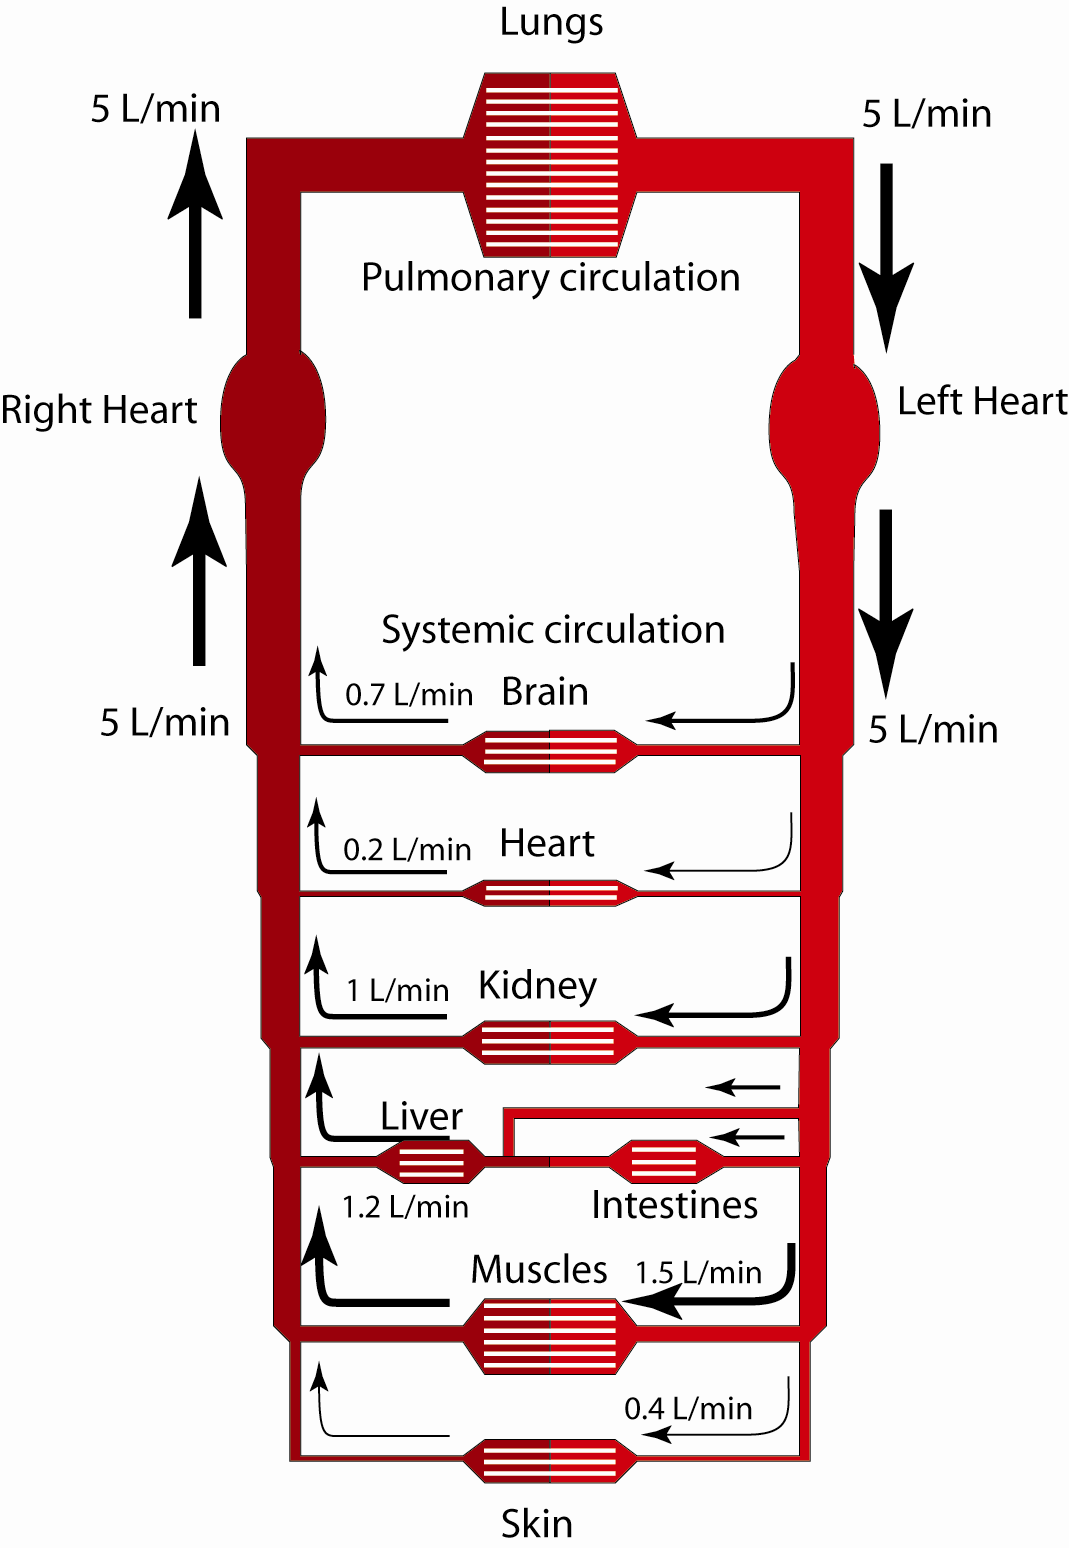 Lungs
5 L/min
5 L/min
Pulmonary circulation
Right Heart
Left Heart
Systemic circulation
0.7 L/min
Brain
5 L/min
5 L/min
0.2 L/min
Heart
1 L/min
Kidney
Liver
1.2 L/min
Intestines
Muscles
1.5 L/min
0.4 L/min
Skin